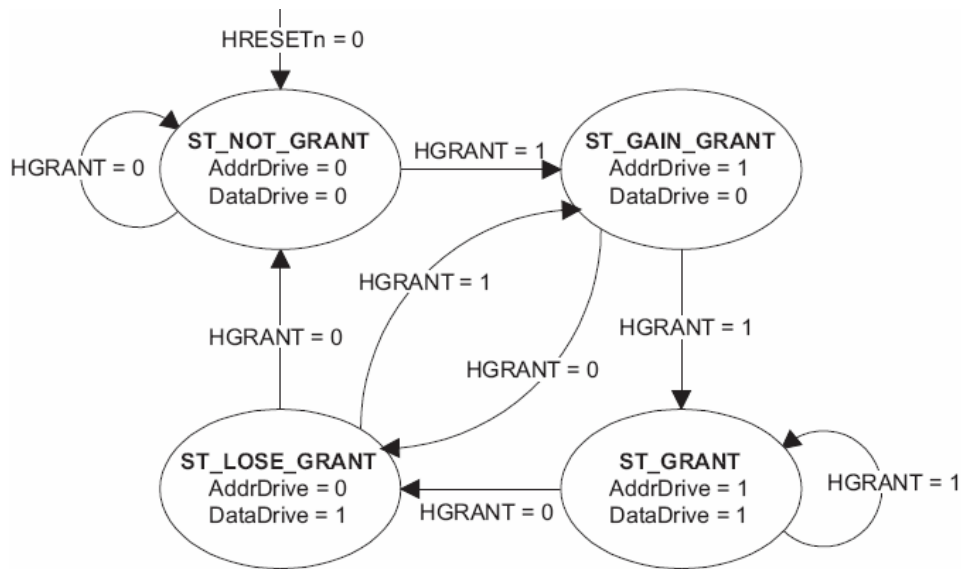 HRESETn = 0
ST_NOT_GRANT
AddrDrive = 0
DataDrive = 0
HGRANT = 0
HGRANT = 1
ST_GAIN_GRANT
AddrDrive = 1
DataDrive = 0
HGRANT = 1
HGRANT = 0
HGRANT = 1
HGRANT = 0
ST_LOSE_GRANT
AddrDrive = 0
DataDrive = 1
HGRANT = 0
ST_GRANT
AddrDrive = 1
DataDrive = 1
HGRANT = 1